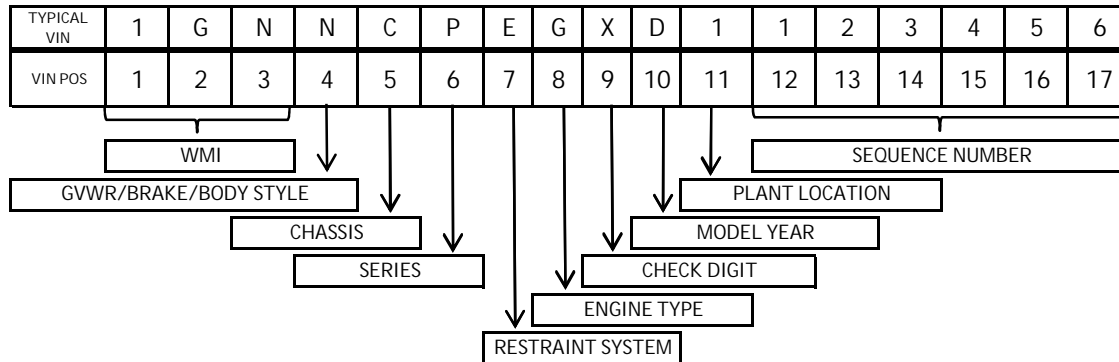 TYPICAL VIN 1 G N N C P E G X D 1 1 2 3 4 5 6
VIN POS 1 2 3 4 5 6 7 8 9 10 11 12 13 14 15 16 17
WMI SEQUENCE NUMBER
GVWR/BRAKE/BODY STYLE PLANT LOCATION
CHASSIS MODEL YEAR
SERIES CHECK DIGIT
ENGINE TYPE
RESTRAINT SYSTEM